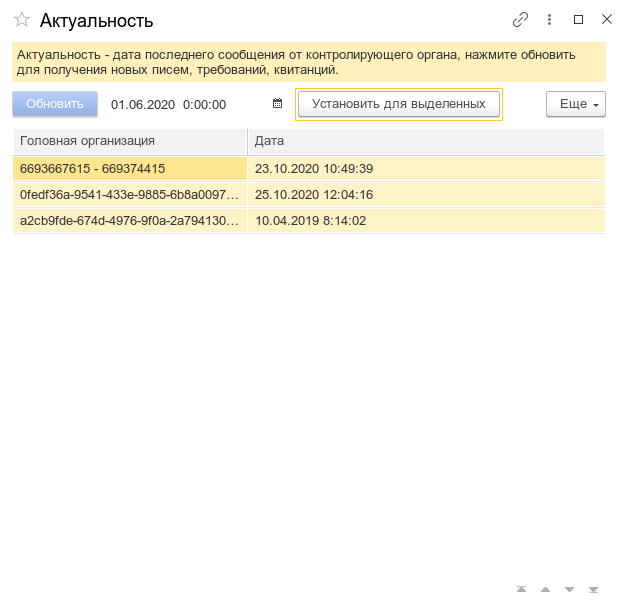 Актуальность
Актуальность - дата последнего сообщения от контролирующего органа, нажмите обновить
для получения новых писем, требований, квитанций.
Обновить 01.06.2020 0:00:00 Установить для выделенных Еще
Головная организация Дата
6693667615 - 669374415 23.10.2020 10:49:39
0fedf36a-9541-433e-9885-6b8a0097… 25.10.2020 12:04:16
a2cb9fde-674d-4976-9f0a-2a794130… 10.04.2019 8:14:02